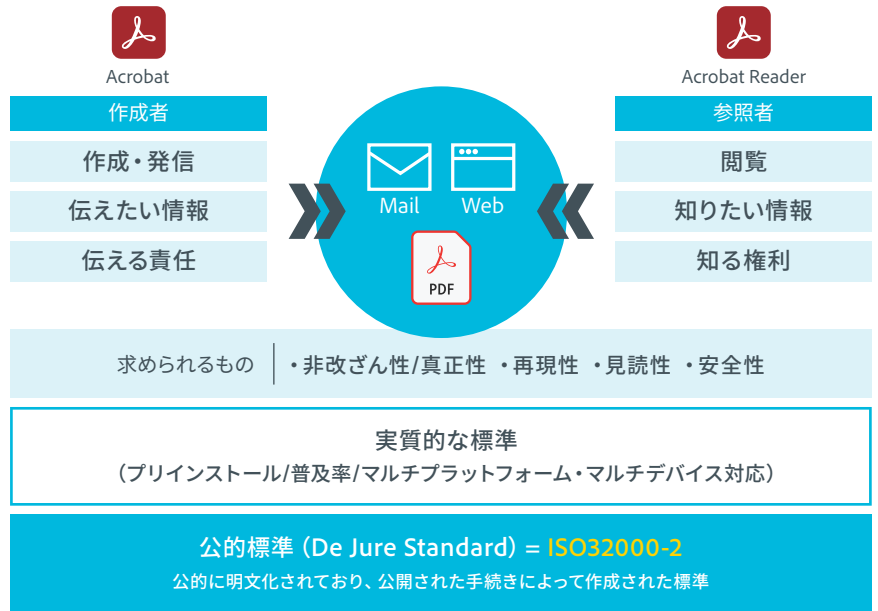 Acrobat
作成者
作成・発信
伝えたい情報
伝える責任
Mail Web
PDF
Acrobat Reader
参照者
閲覧
知りたい情報
知る権利
求められるもの ・非改ざん性/真正性 ・再現性 ・見読性 ・安全性
実質的な標準
（プリインストール/普及率/マルチプラットフォーム・マルチデバイス対応）
公的標準（De Jure Standard）= ISO32000-2
公的に明文化されており、公開された手続きによって作成された標準